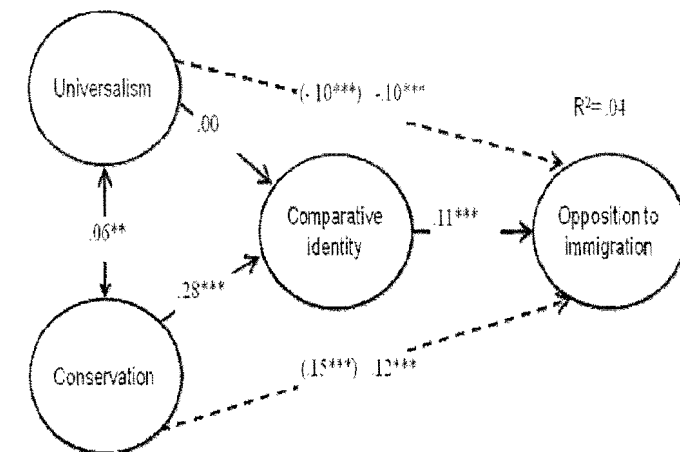 Universalism
(-.10***) -.10***
R²= .04
.00
Comparative
identity
.11***
Opposition to
immigration
.06**
.28***
Conservation
(.15***) .12***